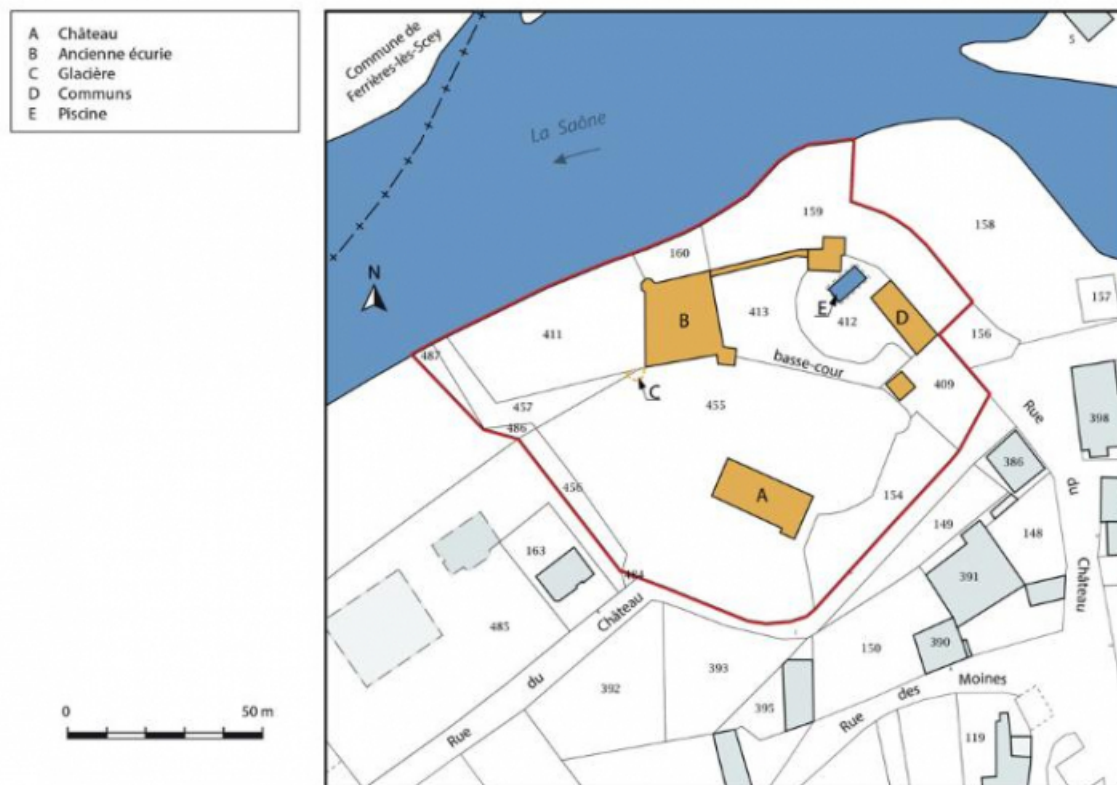 A Château
B Ancienne écurie
C Glacière
D Communs
E Piscine
Commune de
Ferrières-lès-Scey
5
La Saône
159
158
160
N
E
412
413
B
D
157
156
411
487
basse-cour
409
C
455
457
486
Rue
398
386
A
456
154
du
149
148
163
391
484
Château
Château
485
150
390
393
du
392
Moines
des
395
Rue
Rue
119
0 50 m